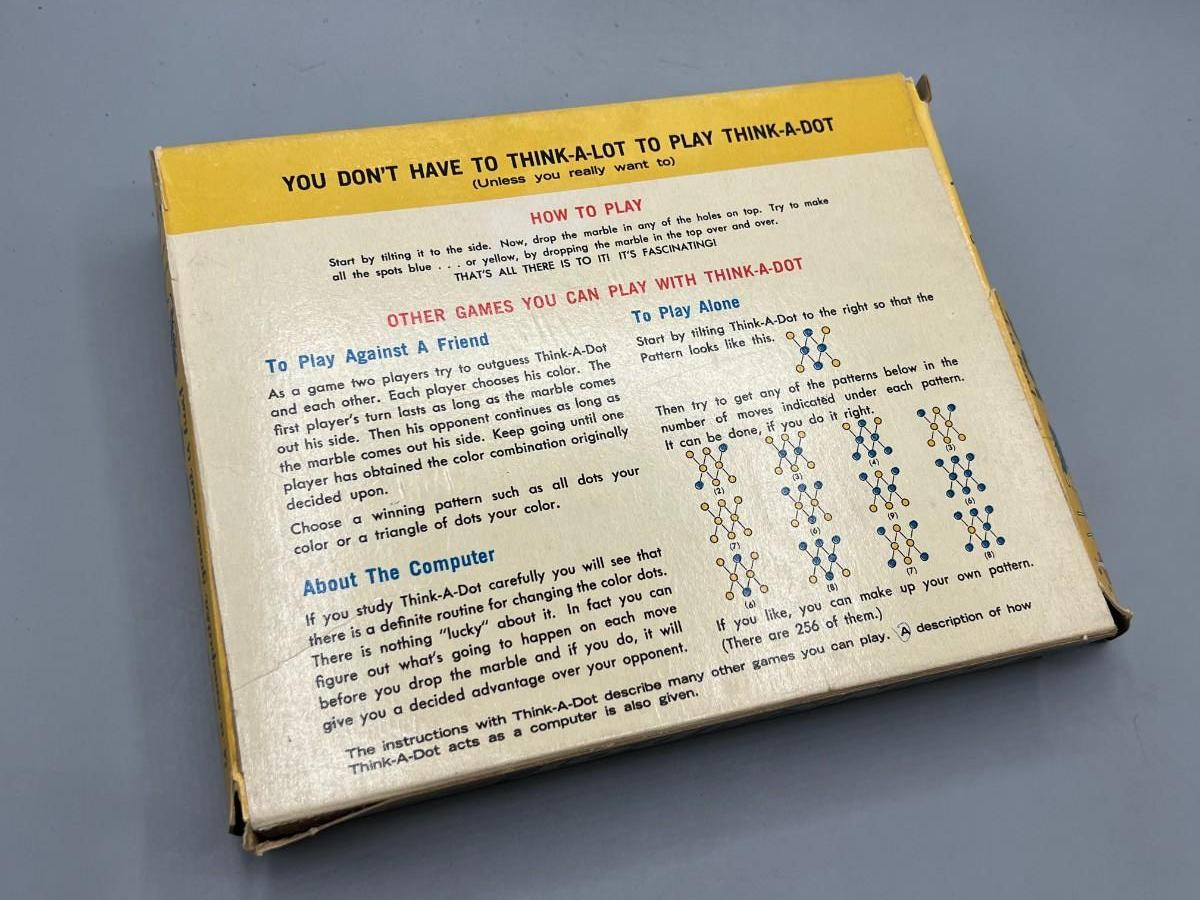 YOU DON'T HAVE TO THINK-A-LOT TO PLAY THINK-A-DOT
(Unless you really want to)
HOW TO PLAY
Start by tilting it to the side. Now, drop the marble in any of the holes on top. Try to make
all the spots blue . . . or yellow, by dropping the marble in the top over and over.
THAT'S ALL THERE IS TO IT! IT'S FASCINATING!
OTHER GAMES YOU CAN PLAY WITH THINK-A-DOT
To Play Against A Friend
As a game two players try to outguess Think-A-Dot
and each other. Each player chooses his color. The
first player's turn lasts as long as the marble comes
out his side. Then his opponent continues as long as
the marble comes out his side. Keep going until one
player has obtained the color combination originally
decided upon.
Choose a winning pattern such as all dots your
color or a triangle of dots your color.
About The Computer
If you study Think-A-Dot carefully you will see that
there is a definite routine for changing the color dots.
There is nothing "lucky" about it. In fact you can
figure out what's going to happen on each move
before you drop the marble and if you do, it will
give you a decided advantage over your opponent.
To Play Alone
Start by tilting Think-A-Dot to the right so that the
Pattern looks like this.
Then try to get any of the patterns below in the
number of moves indicated under each pattern.
It can be done, if you do it right.
(2) (3) (4) (3)
(7) (6) (9) (6)
(6) (8) (7) (8)
If you like, you can make up your own pattern.
(There are 256 of them.)
The instructions with Think-A-Dot describe many other games you can play. A description of how
Think-A-Dot acts as a computer is also given.